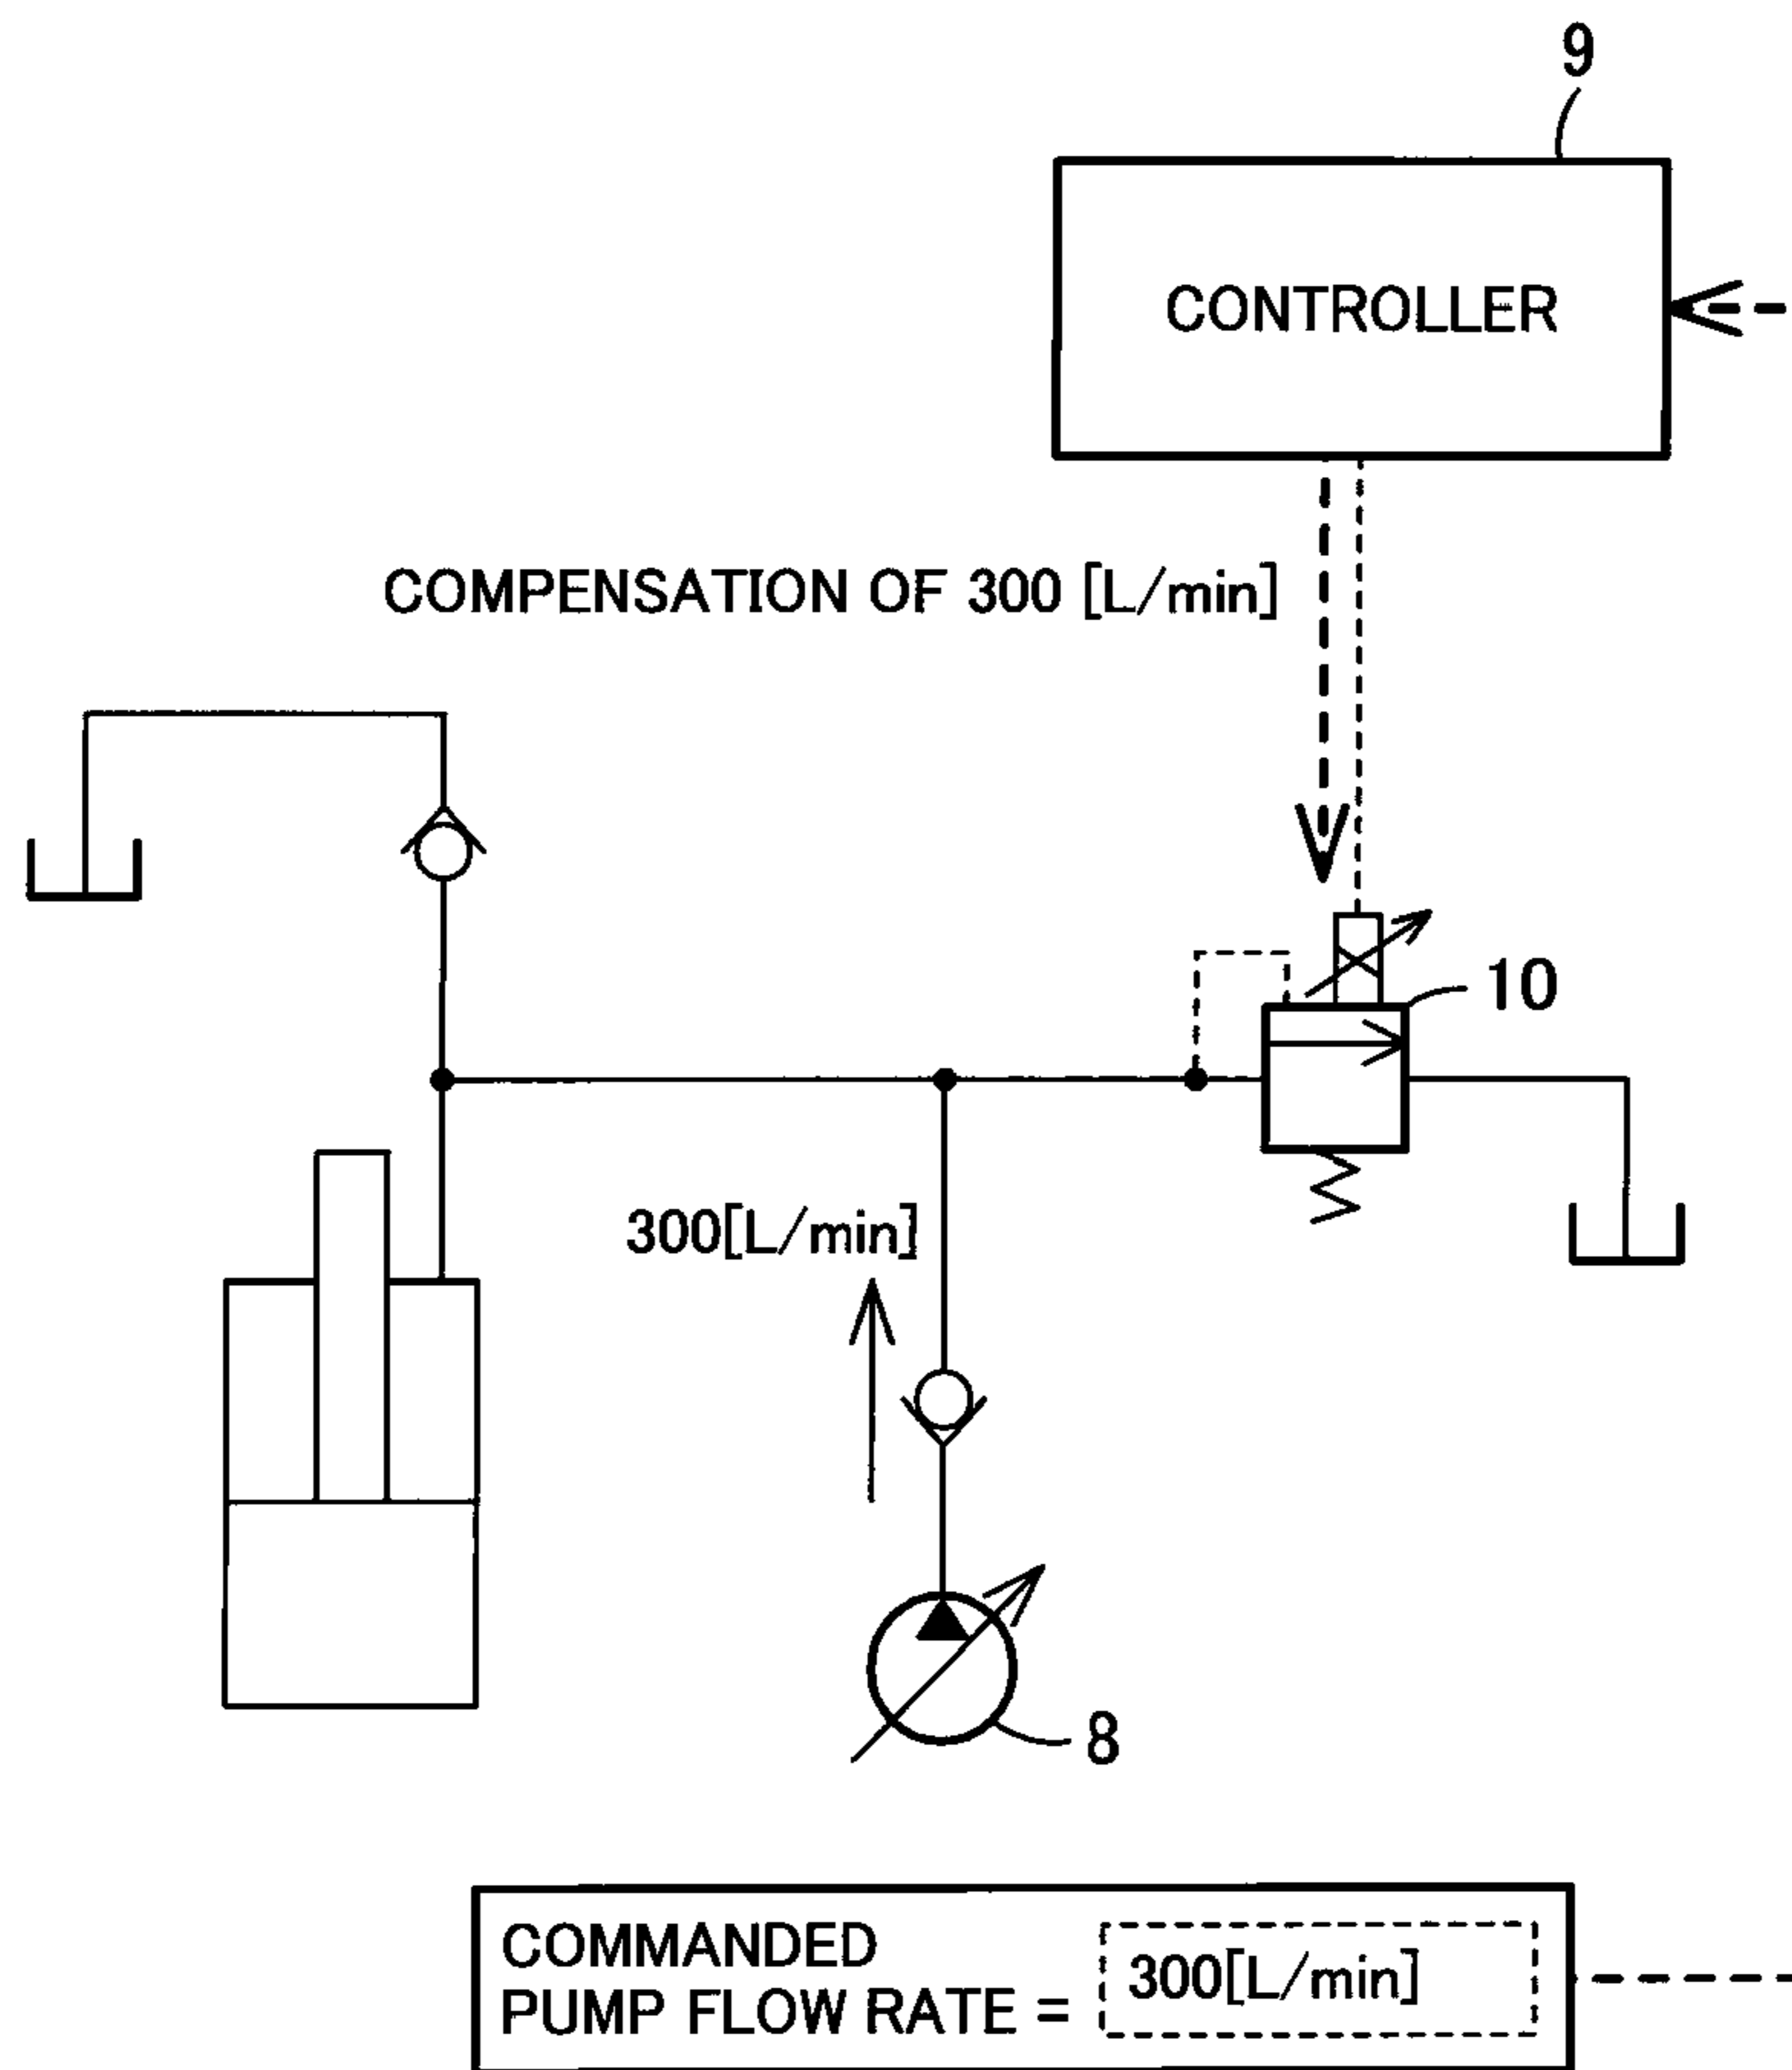 9
CONTROLLER
COMPENSATION OF 300 [L/min]
10
300[L/min]
8
COMMANDED
PUMP FLOW RATE = 300[L/min]